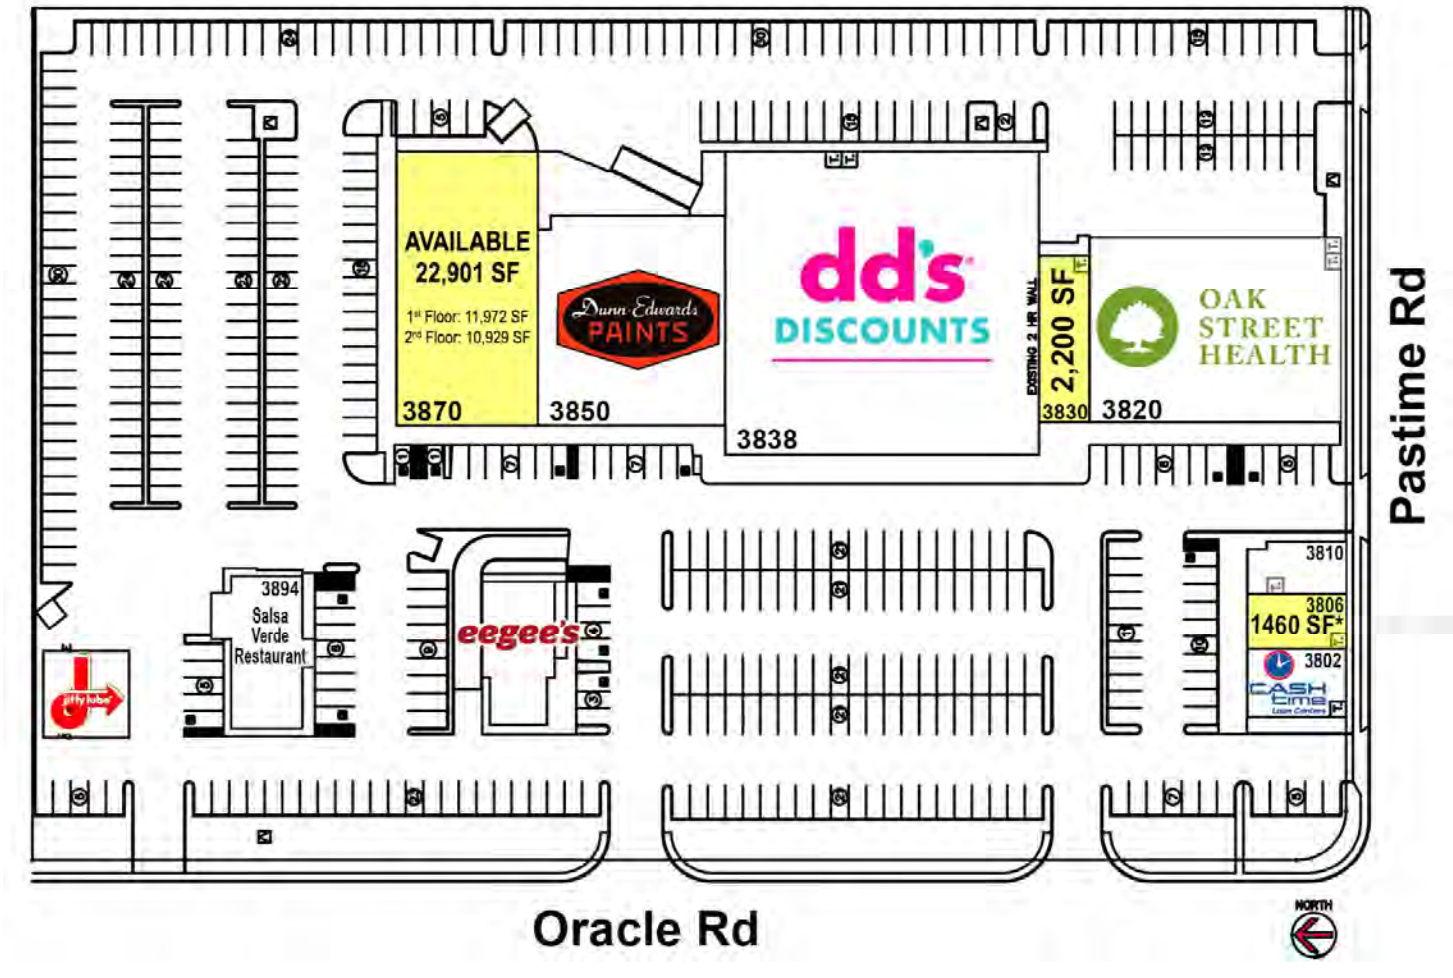 AVAILABLE
22,901 SF
1st Floor: 11,972 SF
2nd Floor: 10,929 SF
3870
Dunn-Edwards
PAINTS
3850
dd's
DISCOUNTS
3838
EXISTING 2 HR WALL
2,200 SF
3830
OAK
STREET
HEALTH
3820
Pastime Rd
3894
Salsa
Verde
Restaurant
eegee's
jiffy lube
3810
3806
1460 SF*
3802
CASH
time
Loan Centers
Oracle Rd
NORTH